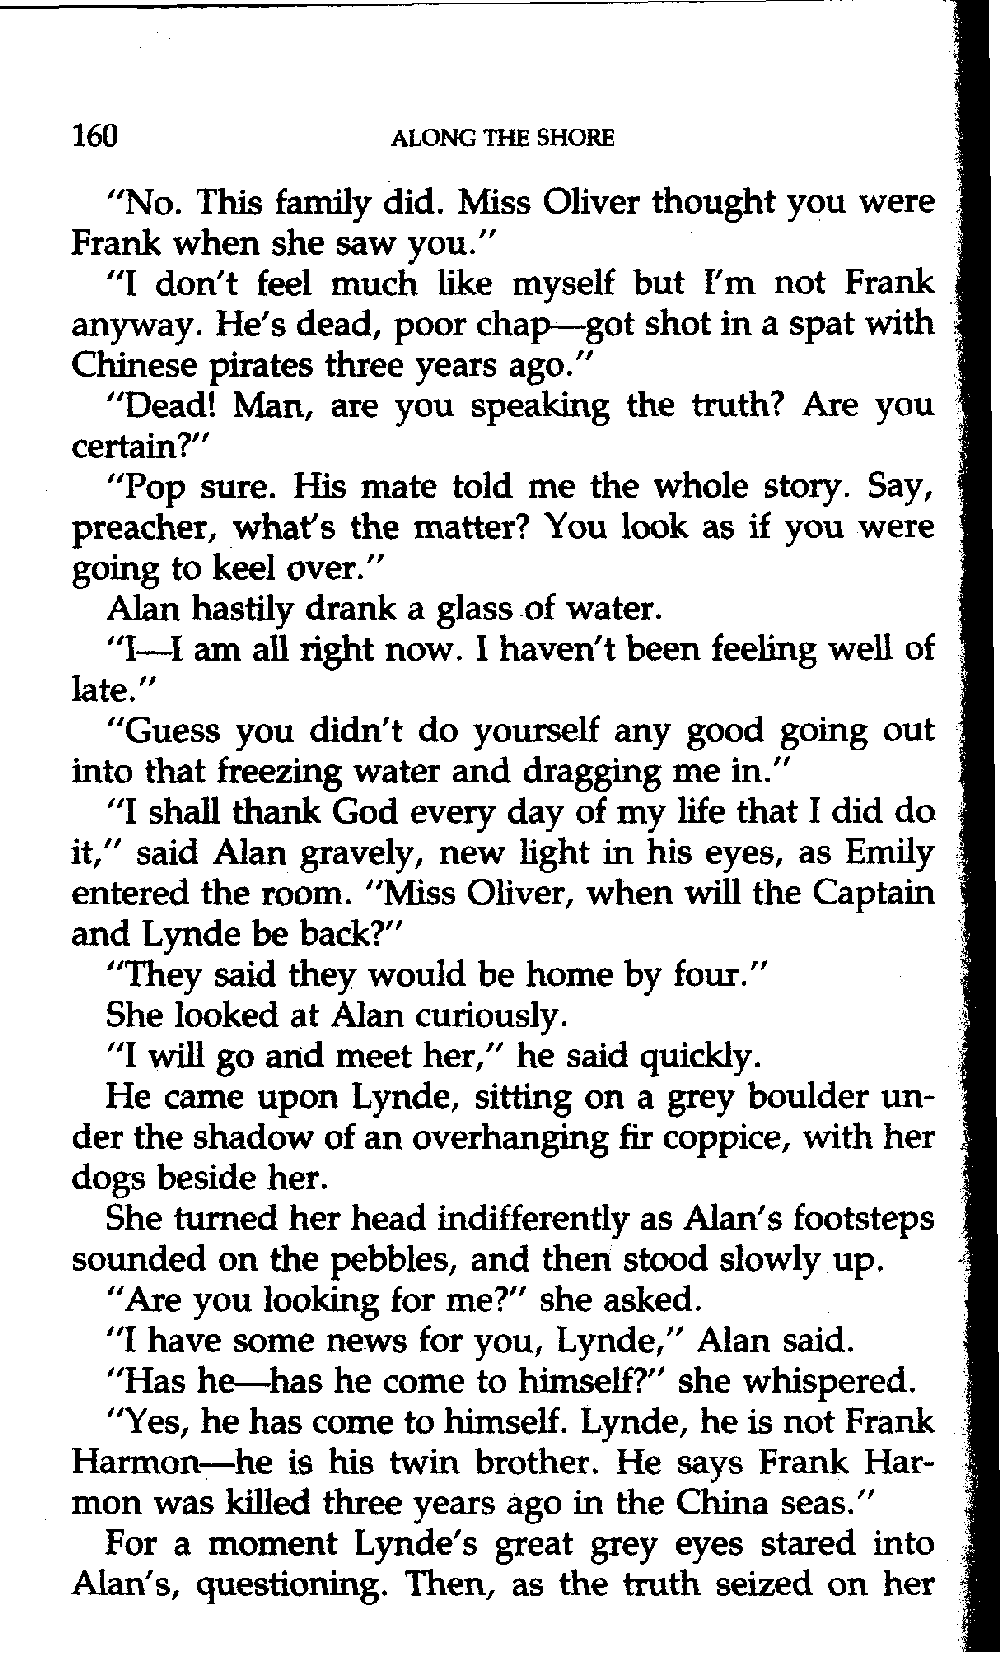 160 ALONG THE SHORE
"No. This family did. Miss Oliver thought you were
Frank when she saw you."
"I don't feel much like myself but I'm not Frank
anyway. He's dead, poor chap—got shot in a spat with
Chinese pirates three years ago."
"Dead! Man, are you speaking the truth? Are you
certain?"
"Pop sure. His mate told me the whole story. Say,
preacher, what's the matter? You look as if you were
going to keel over."
Alan hastily drank a glass of water.
"I—I am all right now. I haven't been feeling well of
late."
"Guess you didn't do yourself any good going out
into that freezing water and dragging me in."
"I shall thank God every day of my life that I did do
it," said Alan gravely, new light in his eyes, as Emily
entered the room. "Miss Oliver, when will the Captain
and Lynde be back?"
"They said they would be home by four."
She looked at Alan curiously.
"I will go and meet her," he said quickly.
He came upon Lynde, sitting on a grey boulder un-
der the shadow of an overhanging fir coppice, with her
dogs beside her.
She turned her head indifferently as Alan's footsteps
sounded on the pebbles, and then stood slowly up.
"Are you looking for me?" she asked.
"I have some news for you, Lynde," Alan said.
"Has he—has he come to himself?" she whispered.
"Yes, he has come to himself. Lynde, he is not Frank
Harmon—he is his twin brother. He says Frank Har-
mon was killed three years ago in the China seas."
For a moment Lynde's great grey eyes stared into
Alan's, questioning. Then, as the truth seized on her